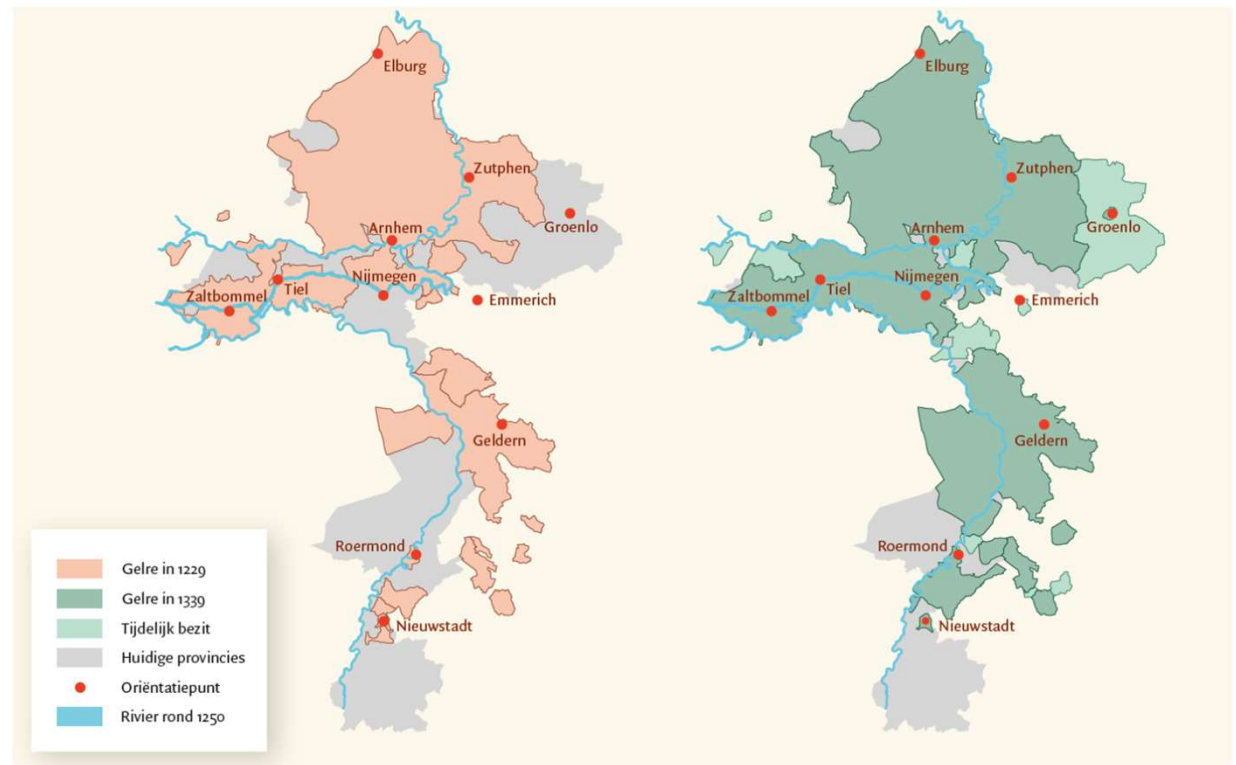 Elburg
Zutphen
Groenlo
Arnhem
Nijmegen
Tiel
Zaltbommel
Emmerich
Geldern
Roermond
Nieuwstadt
Elburg
Zutphen
Groenlo
Arnhem
Nijmegen
Tiel
Zaltbommel
Emmerich
Geldern
Roermond
Nieuwstadt
Gelre in 1229
Gelre in 1339
Tijdelijk bezit
Huidige provincies
Oriëntatiepunt
Rivier rond 1250